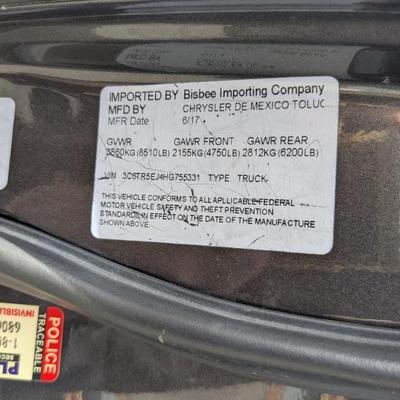 IMPORTED BY Bisbee Importing Company
MFD BY CHRYSLER DE MEXICO TOLUC
MFR Date 6/17
GVWR GAWR FRONT GAWR REAR
3860KG(8510LB) 2155KG(4750LB) 2812KG(6200LB)
VIN 3C6TR5EJ4HG755331 TYPE TRUCK
THIS VEHICLE CONFORMS TO ALL APLLICABLE FEDERAL
MOTOR VEHICLE SAFETY AND THEFT PREVENTION
STANDARDS IN EFFECT ON THE DATE OF THE MANUFACTURE
SHOWN ABOVE.
POLICE
TRACEABLE
INVISIBL